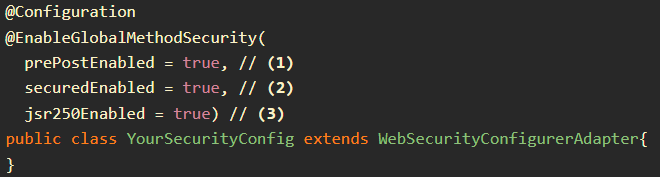 @Configuration
@EnableGlobalMethodSecurity(
  prePostEnabled = true, // (1)
  securedEnabled = true, // (2)
  jsr250Enabled = true) // (3)
public class YourSecurityConfig extends WebSecurityConfigurerAdapter{
}